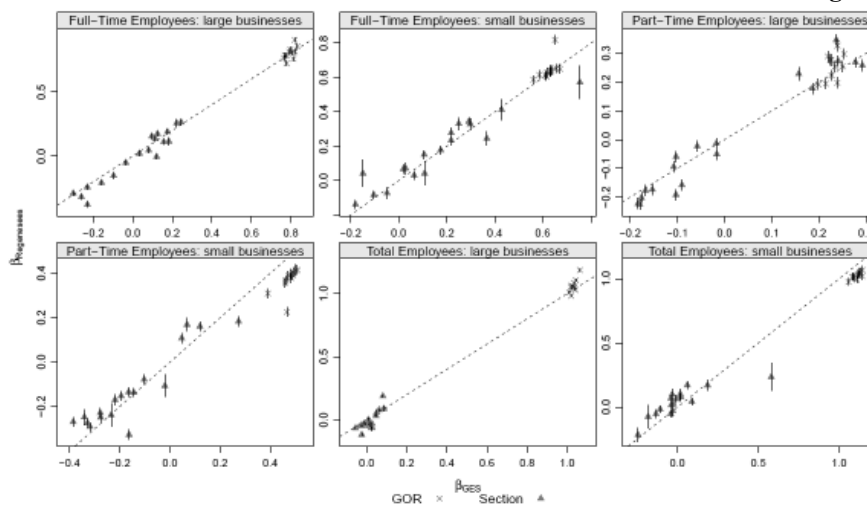 Full-Time Employees: large businesses
Full-Time Employees: small businesses
Part-Time Employees: large businesses
0.5
0.0
-0.2 0.0 0.2 0.4 0.6 0.8
0.8
0.6
0.4
0.2
0.0
-0.2 0.0 0.2 0.4 0.6
0.3
0.2
0.1
0.0
-0.1
-0.2
-0.2 -0.1 0.0 0.1 0.2 0.3
Part-Time Employees: small businesses
Total Employees: large businesses
Total Employees: small businesses
0.4
0.2
0.0
-0.2
-0.4 -0.2 0.0 0.2 0.4
1.0
0.5
0.0
0.0 0.2 0.4 0.6 0.8 1.0
1.0
0.5
0.0
0.0 0.5 1.0
βGES
GOR × Section ▲